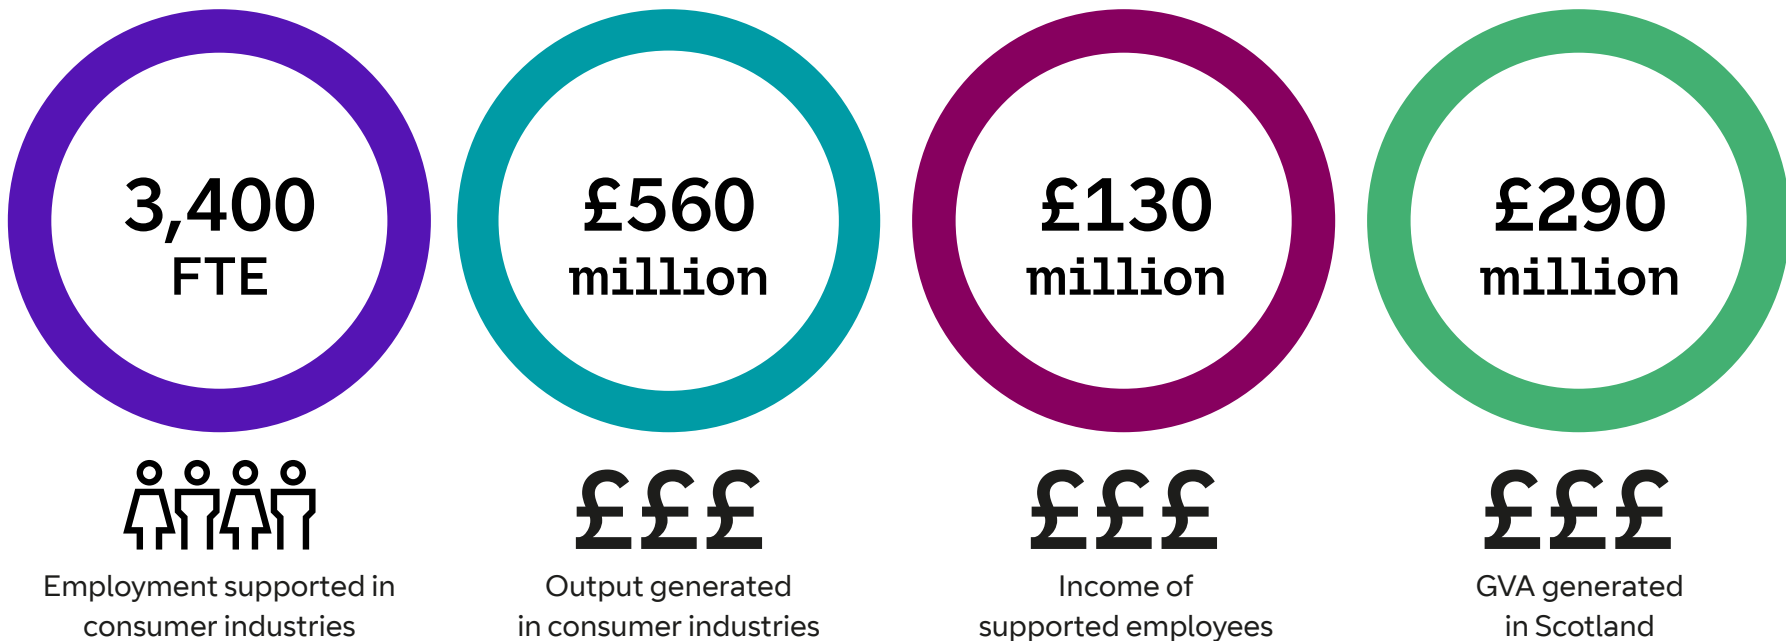 3,400
FTE
£560
million
£130
million
£290
million
£££
£££
£££
Employment supported in
consumer industries
Output generated
in consumer industries
Income of
supported employees
GVA generated
in Scotland